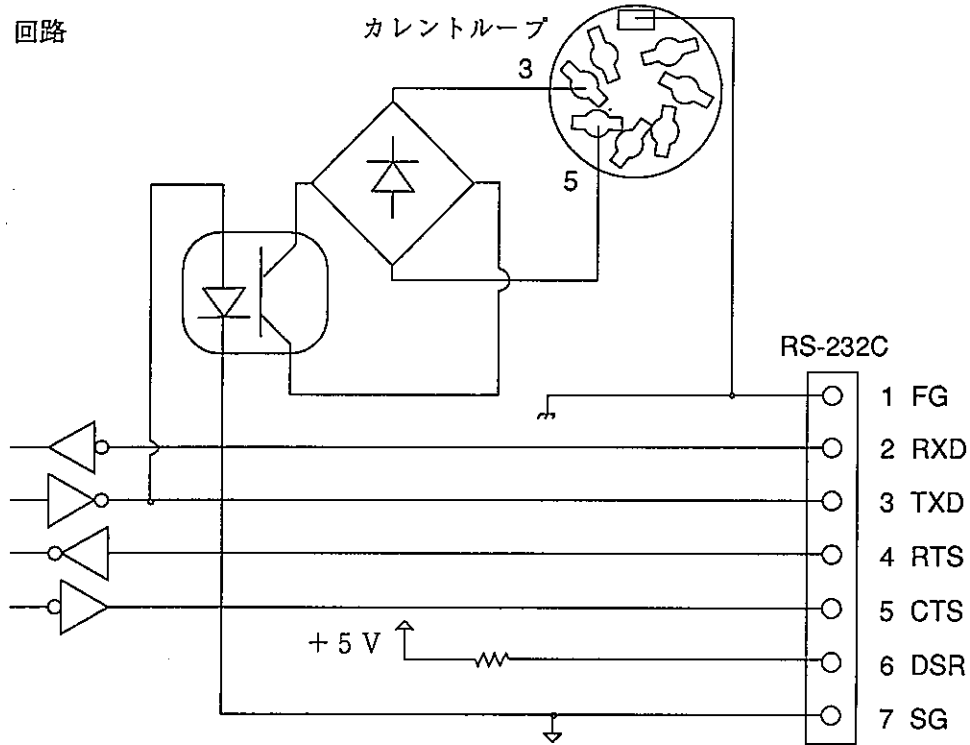 回路
カレントループ
3
5
RS-232C
1 FG
2 RXD
3 TXD
4 RTS
5 CTS
+5 V
6 DSR
7 SG